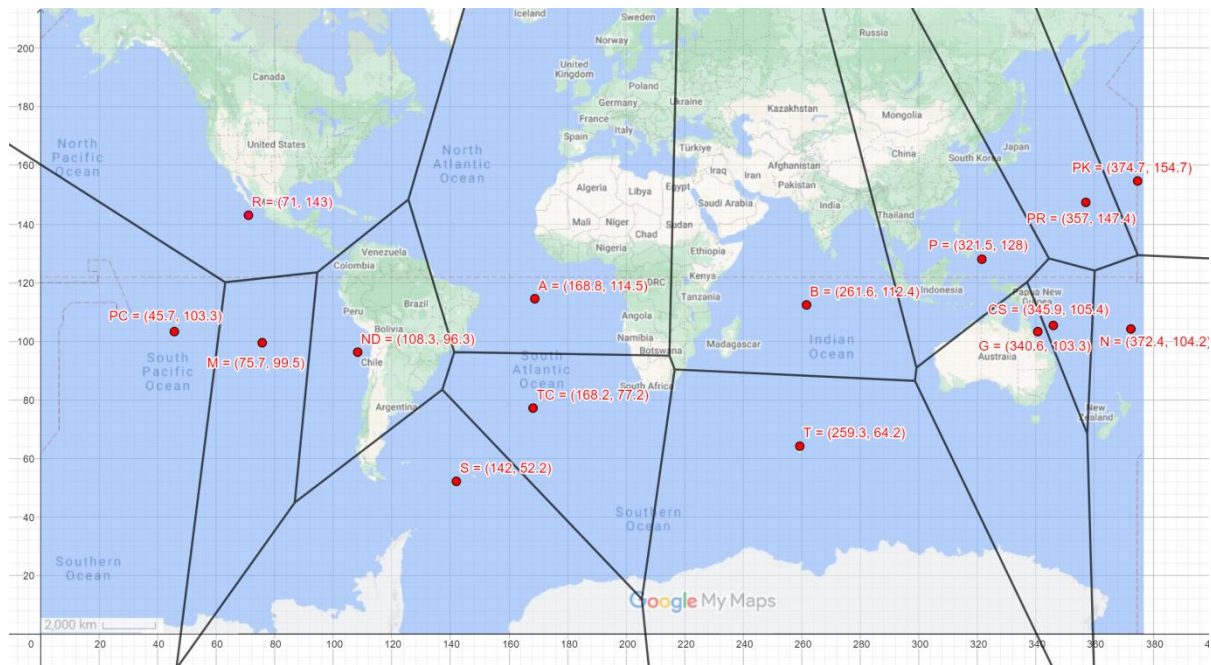 Iceland
Sweden
Norway
Russia
Canada
United
Kingdom
Poland
Germany
Ukraine
France
Kazakhstan
Mongolia
Italy
Spain
Türkiye
North
Pacific
Ocean
United States
North
Atlantic
Ocean
China
South Korea
Japan
Iraq
Afghanistan
Iran
Pakistan
PK = (374.7, 154.7)
Algeria
Libya
Egypt
Saudi Arabia
India
Mexico
R = (71, 143)
Mali
Niger
Chad
Sudan
Thailand
PR = (357, 147.4)
Nigeria
Ethiopia
P = (321.5, 128)
Venezuela
Colombia
A = (168.8, 114.5)
DRC
Kenya
Tanzania
B = (261.6, 112.4)
Indonesia
Papua New
Guinea
PC = (45.7, 103.3)
Peru
Brazil
Bolivia
Angola
CS = (345.9, 105.4)
ND = (108.3, 96.3)
Chile
Namibia
Botswana
Madagascar
Indian
Ocean
Australia
G = (340.6, 103.3)
N = (372.4, 104.2)
South
Pacific
Ocean
M = (75.7, 99.5)
South
Atlantic
Ocean
South Africa
Argentina
TC = (168.2, 77.2)
New
Zealand
T = (259.3, 64.2)
S = (142, 52.2)
Southern
Ocean
Southern
Ocean
Google My Maps
2,000 km
200
180
160
140
120
100
80
60
40
20
0 20 40 60 80 100 120 140 160 180 200 220 240 260 280 300 320 340 360 380